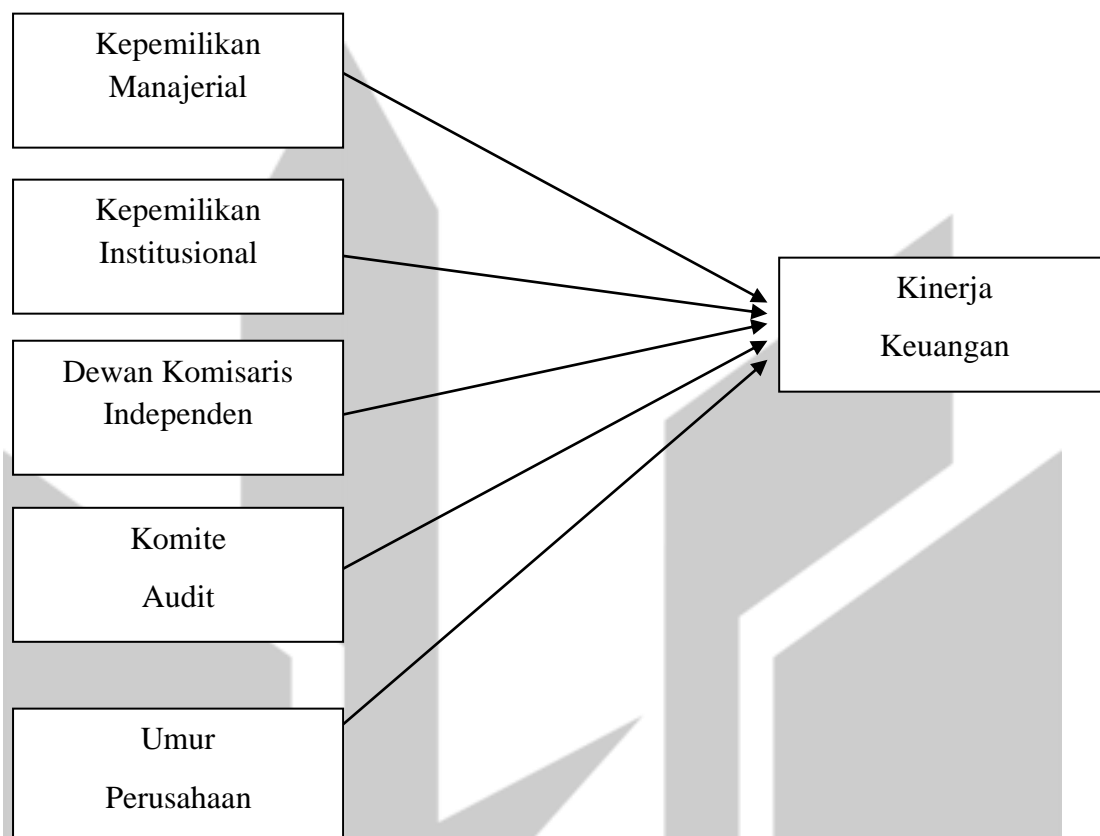 Kepemilikan
Manajerial
Kepemilikan
Institusional
Dewan Komisaris
Independen
Komite
Audit
Umur
Perusahaan
Kinerja
Keuangan